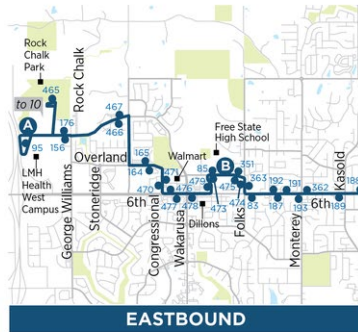 Rock
Chalk
Park
Rock Chalk
465
to 10
467
A
176
466
95
156
LMH
Health
West
Campus
George Williams
Stoneridge
Overland
165
164
Walmart
Free State
High School
471
85
B
351
470
6th
476
479
475
363
192
191
362
Kasold
Congressional
477
478
Wakarusa
Dillons
473
474
Folks
83
187
Monterey
193
6th
189
EASTBOUND